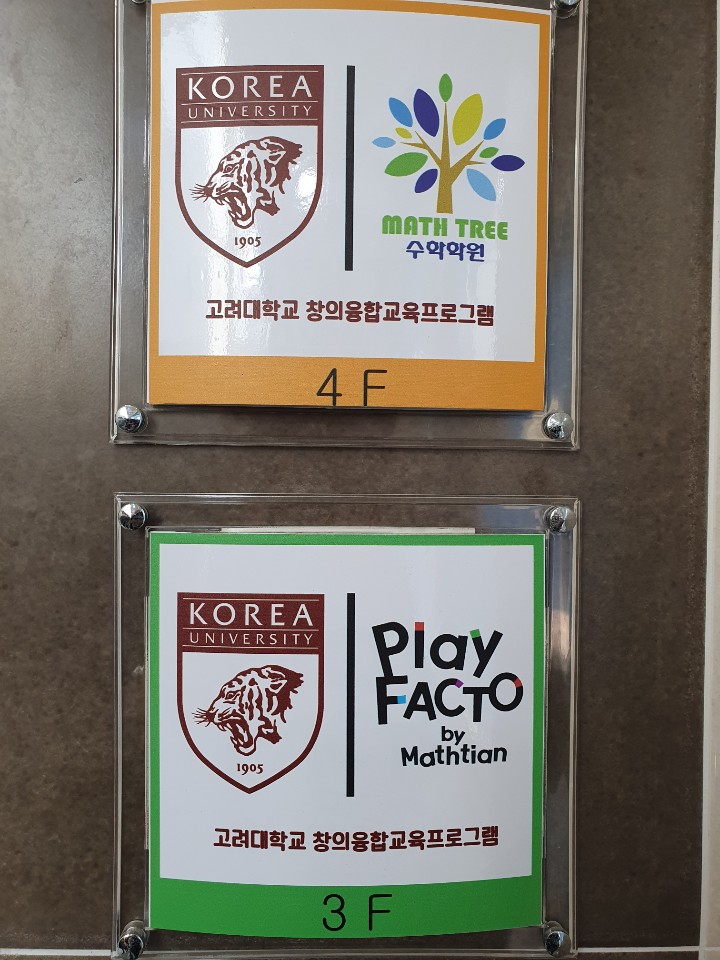 KOREA
UNIVERSITY
1905
MATH TREE
수학학원
고려대학교 창의융합교육프로그램
4 F
KOREA
UNIVERSITY
1905
Play
FACTO
by
Mathtian
고려대학교 창의융합교육프로그램
3 F